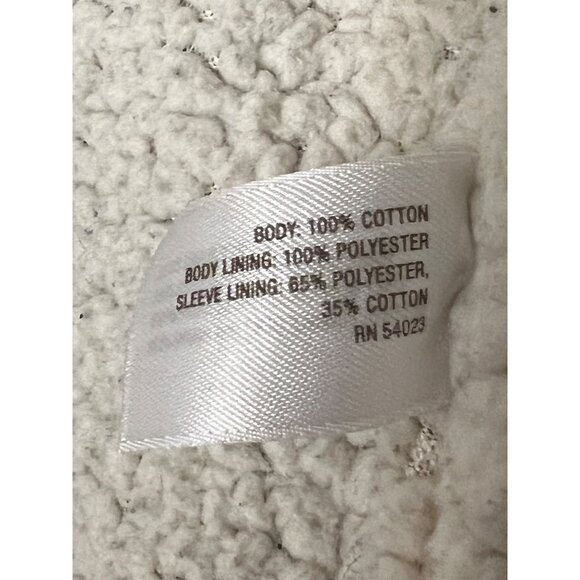 BODY: 100% COTTON
BODY LINING: 100% POLYESTER
SLEEVE LINING: 65% POLYESTER,
35% COTTON
RN 54023